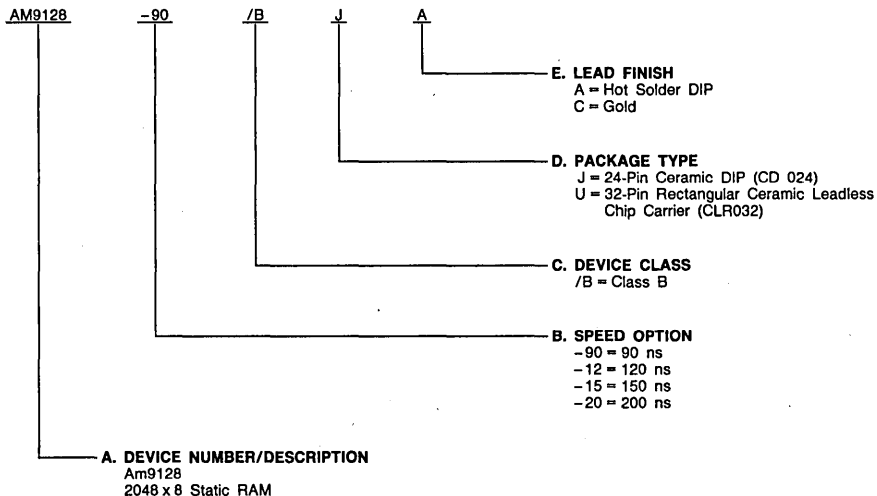 AM9128 -90 /B J A
E. LEAD FINISH
A = Hot Solder DIP
C = Gold
D. PACKAGE TYPE
J = 24-Pin Ceramic DIP (CD 024)
U = 32-Pin Rectangular Ceramic Leadless
Chip Carrier (CLR032)
C. DEVICE CLASS
/B = Class B
B. SPEED OPTION
-90 = 90 ns
-12 = 120 ns
-15 = 150 ns
-20 = 200 ns
A. DEVICE NUMBER/DESCRIPTION
Am9128
2048 x 8 Static RAM